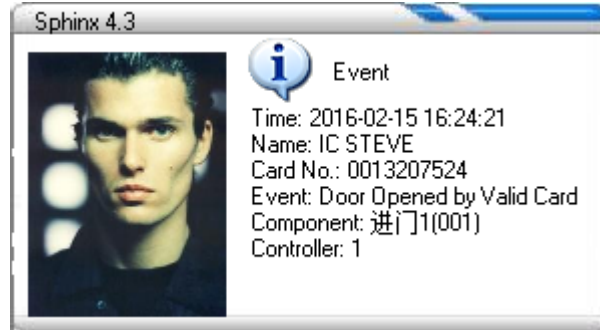 Sphinx 4.3
Event
Time: 2016-02-15 16:24:21
Name: IC STEVE
Card No.: 0013207524
Event: Door Opened by Valid Card
Component: 进门1(001)
Controller: 1